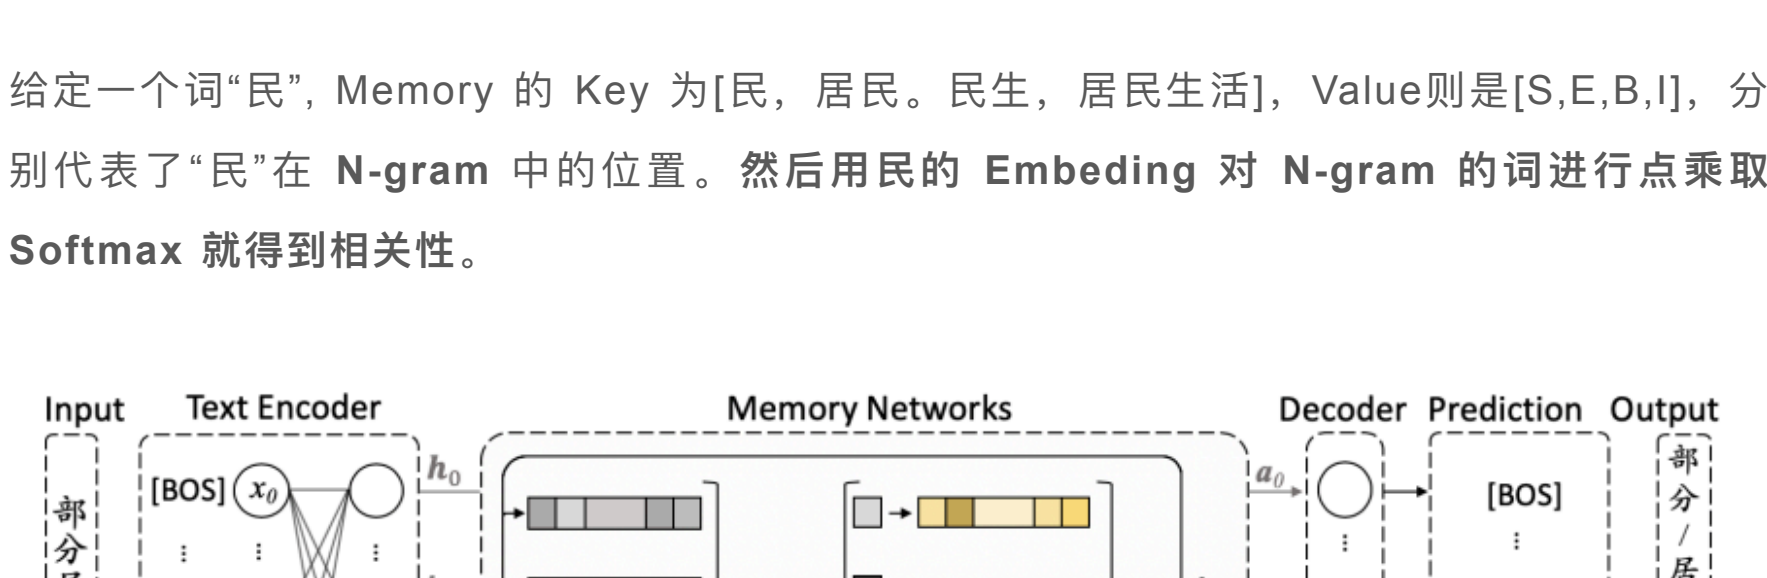 给定一个词“民”, Memory 的 Key 为[民，居民。民生，居民生活]，Value则是[S,E,B,I]，分
别代表了“民”在 N-gram 中的位置。然后用民的 Embeding 对 N-gram 的词进行点乘取
Softmax 就得到相关性。
Input Text Encoder Memory Networks Decoder Prediction Output
[BOS] x0 h0 a0 [BOS]
部分
部分/居